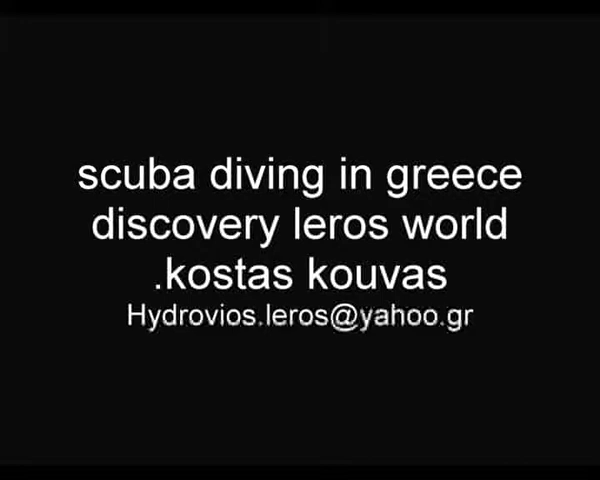 scuba diving in greece
discovery leros world
.kostas kouvas
Hydrovios.leros@yahoo.gr